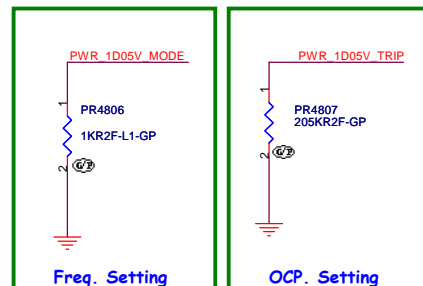 PWR_1D05V_MODE
1
PR4806
1KR2F-L1-GP
2
G/P
Freq. Setting
PWR_1D05V_TRIP
1
PR4807
205KR2F-GP
2
G/P
OCP. Setting